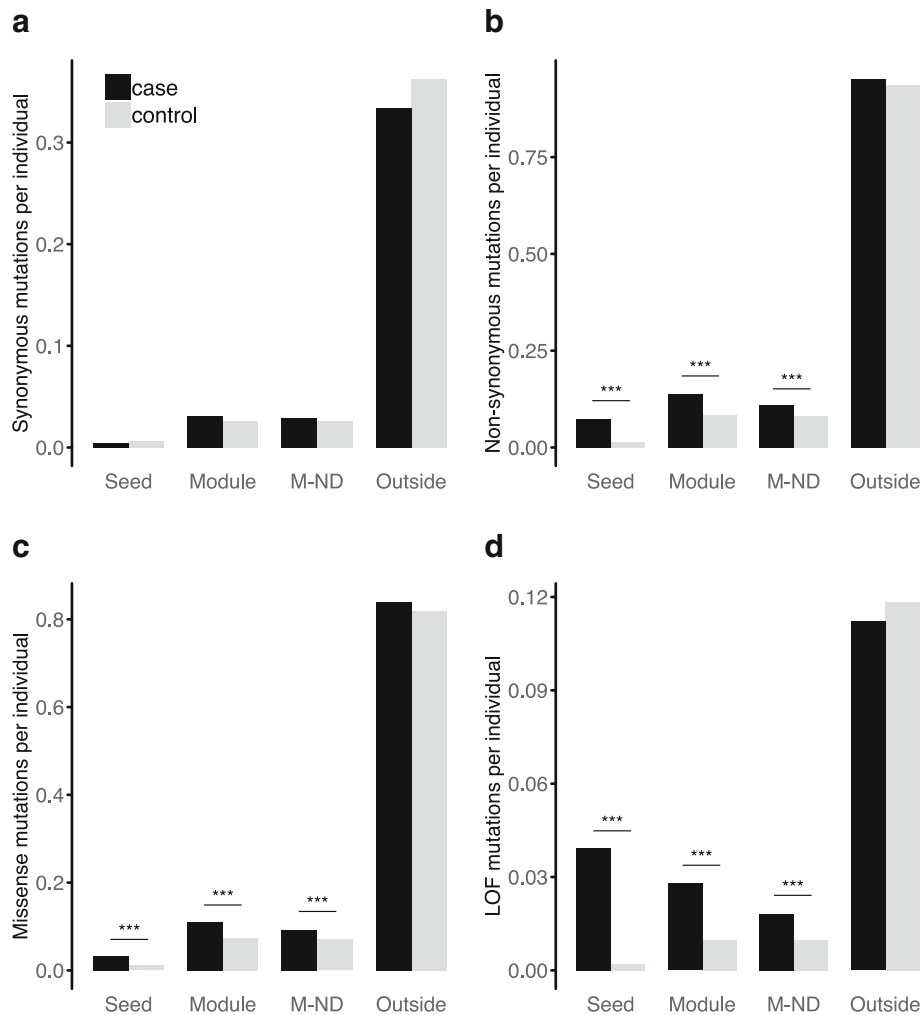 a
case
control
Synonymous mutations per individual
0.3
0.2
0.1
0.0
Seed Module M-ND Outside
b
Non-synonymous mutations per individual
0.75
0.50
0.25
0.00
***
***
***
Seed Module M-ND Outside
c
Missense mutations per individual
0.8
0.6
0.4
0.2
0.0
***
***
***
Seed Module M-ND Outside
d
LOF mutations per individual
0.12
0.09
0.06
0.03
0.00
***
***
***
Seed Module M-ND Outside